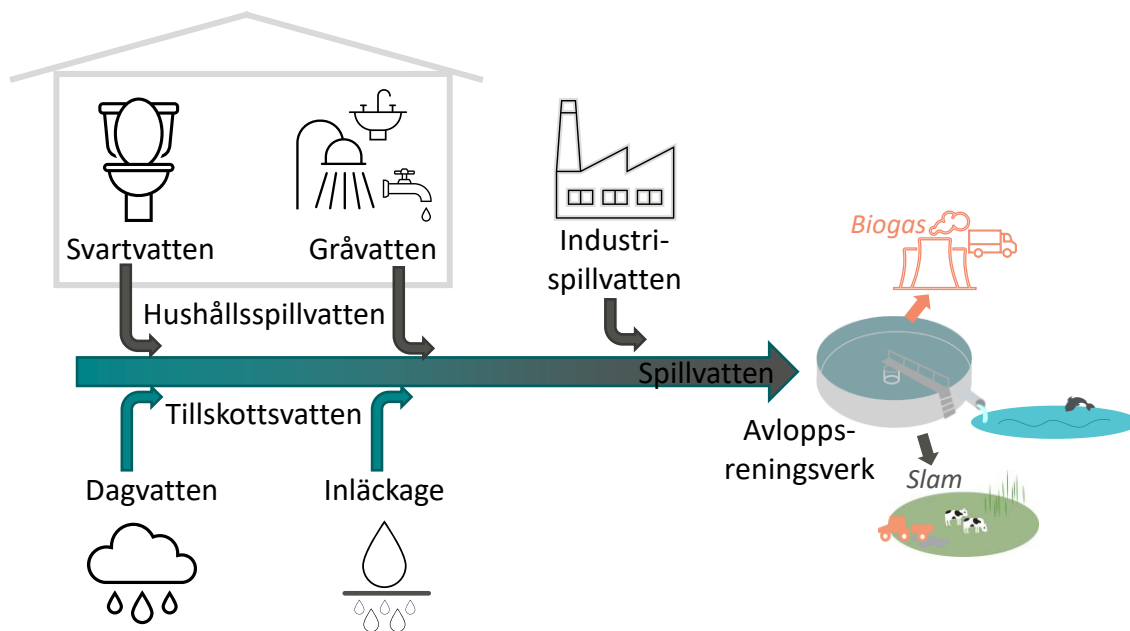 Svartvatten
Gråvatten
Industri-
spillvatten
Biogas
Hushållsspillvatten
Spillvatten
Tillskottsvatten
Avlopps-
reningsverk
Dagvatten
Inläckage
Slam